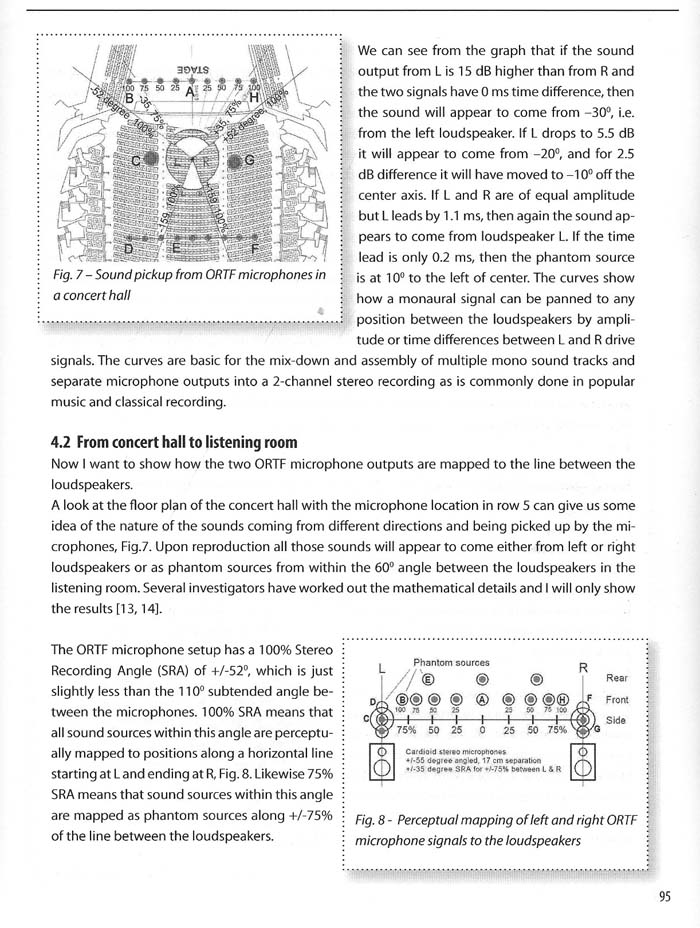 STAGE
100 75 50 25 A 25 50 75 100
B H
-52 degree, 100%
-35, 75%
+35, 75%
+52 degree, 100%
C L R G
-159, 100%
159, 100%
D E F
Fig. 7 – Sound pickup from ORTF microphones in
a concert hall
We can see from the graph that if the sound
output from L is 15 dB higher than from R and
the two signals have 0 ms time difference, then
the sound will appear to come from –30⁰, i.e.
from the left loudspeaker. If L drops to 5.5 dB
it will appear to come from –20⁰, and for 2.5
dB difference it will have moved to –10⁰ off the
center axis. If L and R are of equal amplitude
but L leads by 1.1 ms, then again the sound ap-
pears to come from loudspeaker L. If the time
lead is only 0.2 ms, then the phantom source
is at 10⁰ to the left of center. The curves show
how a monaural signal can be panned to any
position between the loudspeakers by ampli-
tude or time differences between L and R drive
signals. The curves are basic for the mix-down and assembly of multiple mono sound tracks and
separate microphone outputs into a 2-channel stereo recording as is commonly done in popular
music and classical recording.
4.2 From concert hall to listening room
Now I want to show how the two ORTF microphone outputs are mapped to the line between the
loudspeakers.
A look at the floor plan of the concert hall with the microphone location in row 5 can give us some
idea of the nature of the sounds coming from different directions and being picked up by the mi-
crophones, Fig.7. Upon reproduction all those sounds will appear to come either from left or right
loudspeakers or as phantom sources from within the 60⁰ angle between the loudspeakers in the
listening room. Several investigators have worked out the mathematical details and I will only show
the results [13, 14].
The ORTF microphone setup has a 100% Stereo
Recording Angle (SRA) of +/-52⁰, which is just
slightly less than the 110⁰ subtended angle be-
tween the microphones. 100% SRA means that
all sound sources within this angle are perceptu-
ally mapped to positions along a horizontal line
starting at L and ending at R, Fig. 8. Likewise 75%
SRA means that sound sources within this angle
are mapped as phantom sources along +/-75%
of the line between the loudspeakers.
L Phantom sources R
E Rear
D B A H F Front
100 75 50 25 25 50 75 100
C Side
G
75% 50 25 0 25 50 75%
Cardioid stereo microphones
+/-55 degree angled, 17 cm separation
+/-35 degree SRA for +/-75% between L & R
Fig. 8 - Perceptual mapping of left and right ORTF
microphone signals to the loudspeakers
95